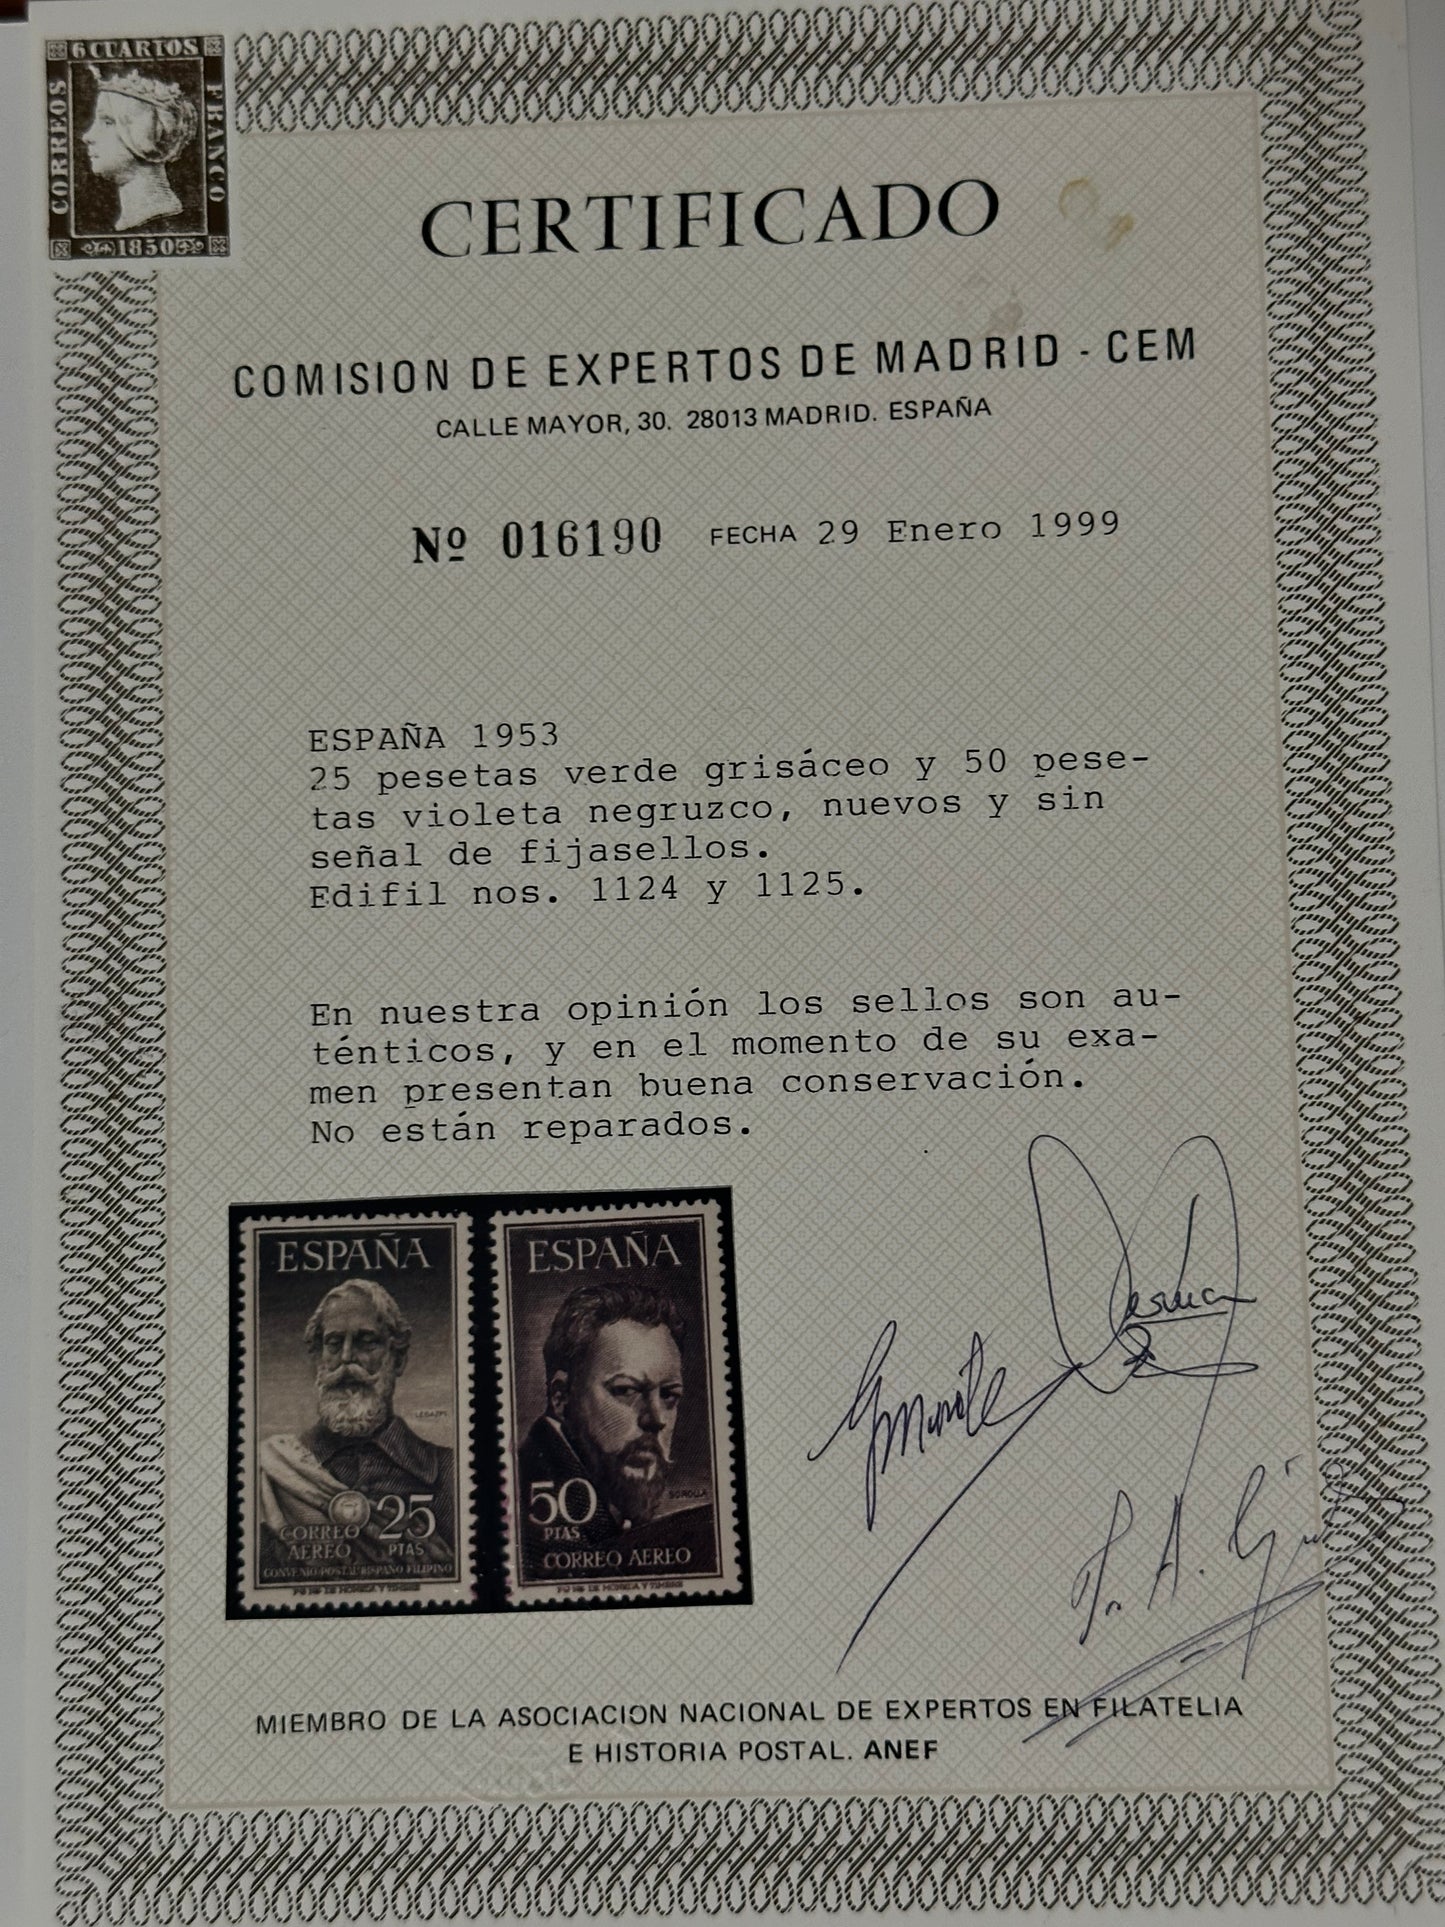 6 CUARTOS
CORREOS
FRANCO
1850
CERTIFICADO
COMISION DE EXPERTOS DE MADRID - CEM
CALLE MAYOR, 30. 28013 MADRID. ESPAÑA
Nº 016190 FECHA 29 Enero 1999
ESPAÑA 1953
25 pesetas verde grisáceo y 50 pese-
tas violeta negruzco, nuevos y sin
señal de fijasellos.
Edifil nos. 1124 y 1125.
En nuestra opinión los sellos son au-
ténticos, y en el momento de su exa-
men presentan buena conservación.
No están reparados.
ESPAÑA
LEGAZPI
CORREO
AEREO
25
PTAS
CONVENIO POSTAL HISPANO FILIPINO
ESPAÑA
SOROLLA
50
PTAS
CORREO AEREO
P. A.
MIEMBRO DE LA ASOCIACION NACIONAL DE EXPERTOS EN FILATELIA
E HISTORIA POSTAL. ANEF